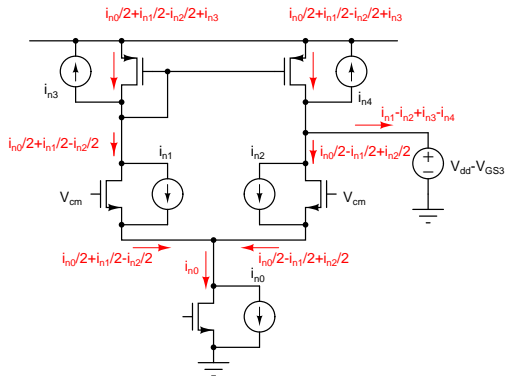 i_n0/2+i_n1/2-i_n2/2+i_n3
i_n0/2+i_n1/2-i_n2/2+i_n3
i_n3
i_n4
i_n1-i_n2+i_n3-i_n4
i_n0/2+i_n1/2-i_n2/2
i_n1
i_n2
i_n0/2-i_n1/2+i_n2/2
V_dd-V_GS3
V_cm
V_cm
i_n0/2+i_n1/2-i_n2/2
i_n0/2-i_n1/2+i_n2/2
i_n0
i_n0